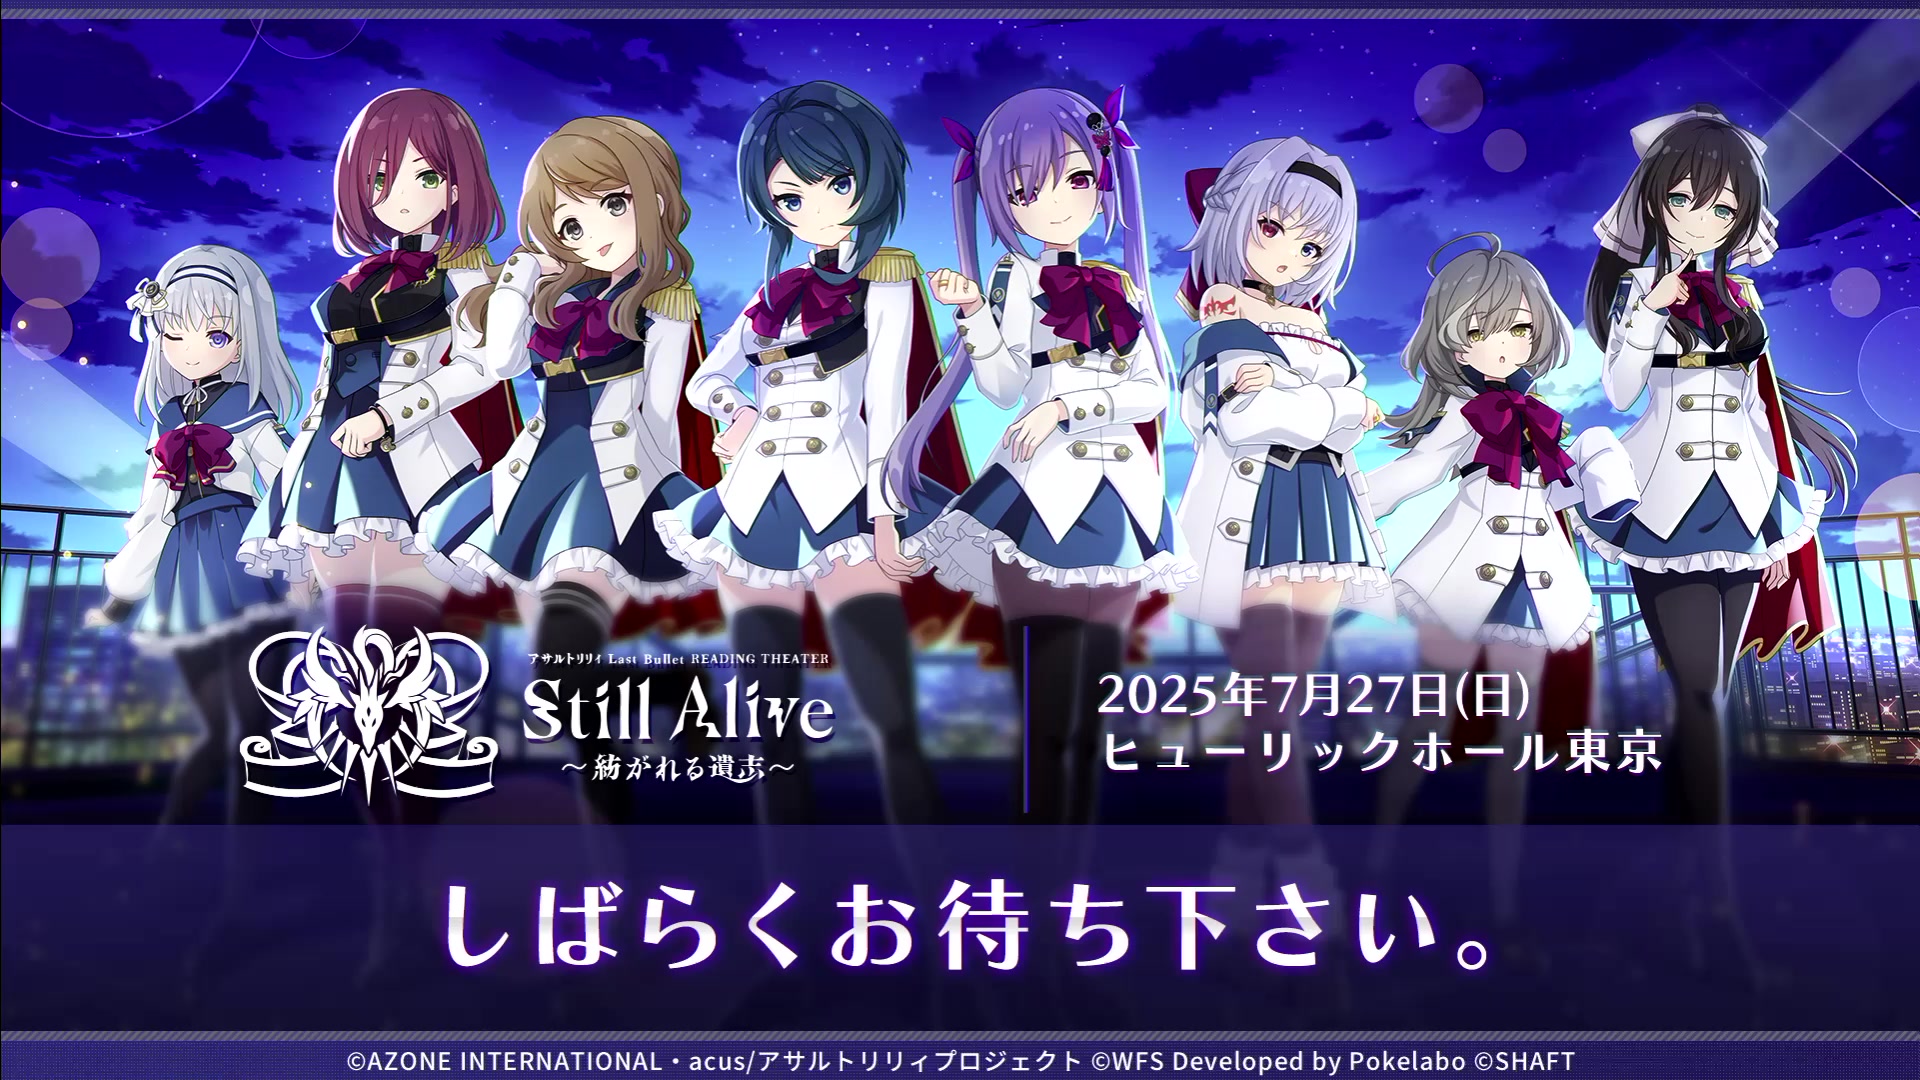 アサルトリリィ Last Bullet READING THEATER
Still Alive
～紡がれる遺志～
2025年7月27日(日)
ヒューリックホール東京
しばらくお待ち下さい。
©AZONE INTERNATIONAL・acus/アサルトリリィプロジェクト ©WFS Developed by Pokelabo ©SHAFT